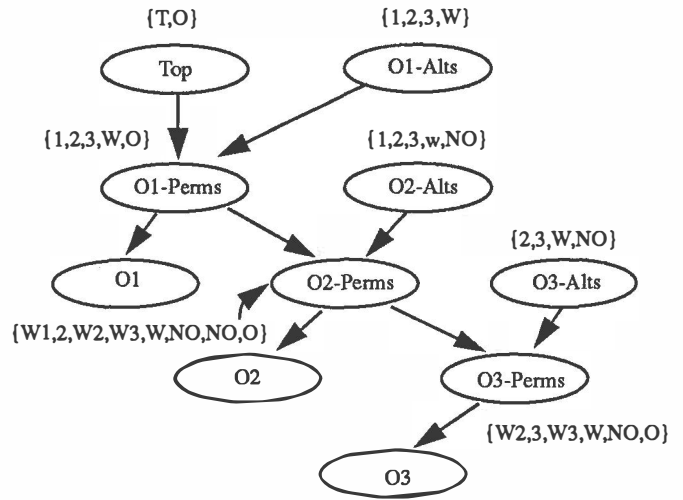 {T,O}
{1,2,3,W}
Top
O1-Alts
{1,2,3,W,O}
{1,2,3,w,NO}
O1-Perms
O2-Alts
{2,3,W,NO}
O1
O2-Perms
O3-Alts
{W1,2,W2,W3,W,NO,NO,O}
O2
O3-Perms
{W2,3,W3,W,NO,O}
O3